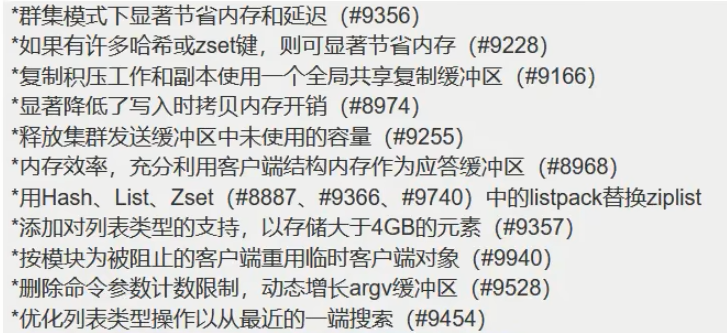 *群集模式下显著节省内存和延迟（#9356）
*如果有许多哈希或zset键，则可显著节省内存（#9228）
*复制积压工作和副本使用一个全局共享复制缓冲区（#9166）
*显著降低了写入时拷贝内存开销（#8974）
*释放集群发送缓冲区中未使用的容量（#9255）
*内存效率，充分利用客户端结构内存作为应答缓冲区（#8968）
*用Hash、List、Zset（#8887、#9366、#9740）中的listpack替换ziplist
*添加对列表类型的支持，以存储大于4GB的元素（#9357）
*按模块为被阻止的客户端重用临时客户端对象（#9940）
*删除命令参数计数限制，动态增长argv缓冲区（#9528）
*优化列表类型操作以从最近的一端搜索（#9454）